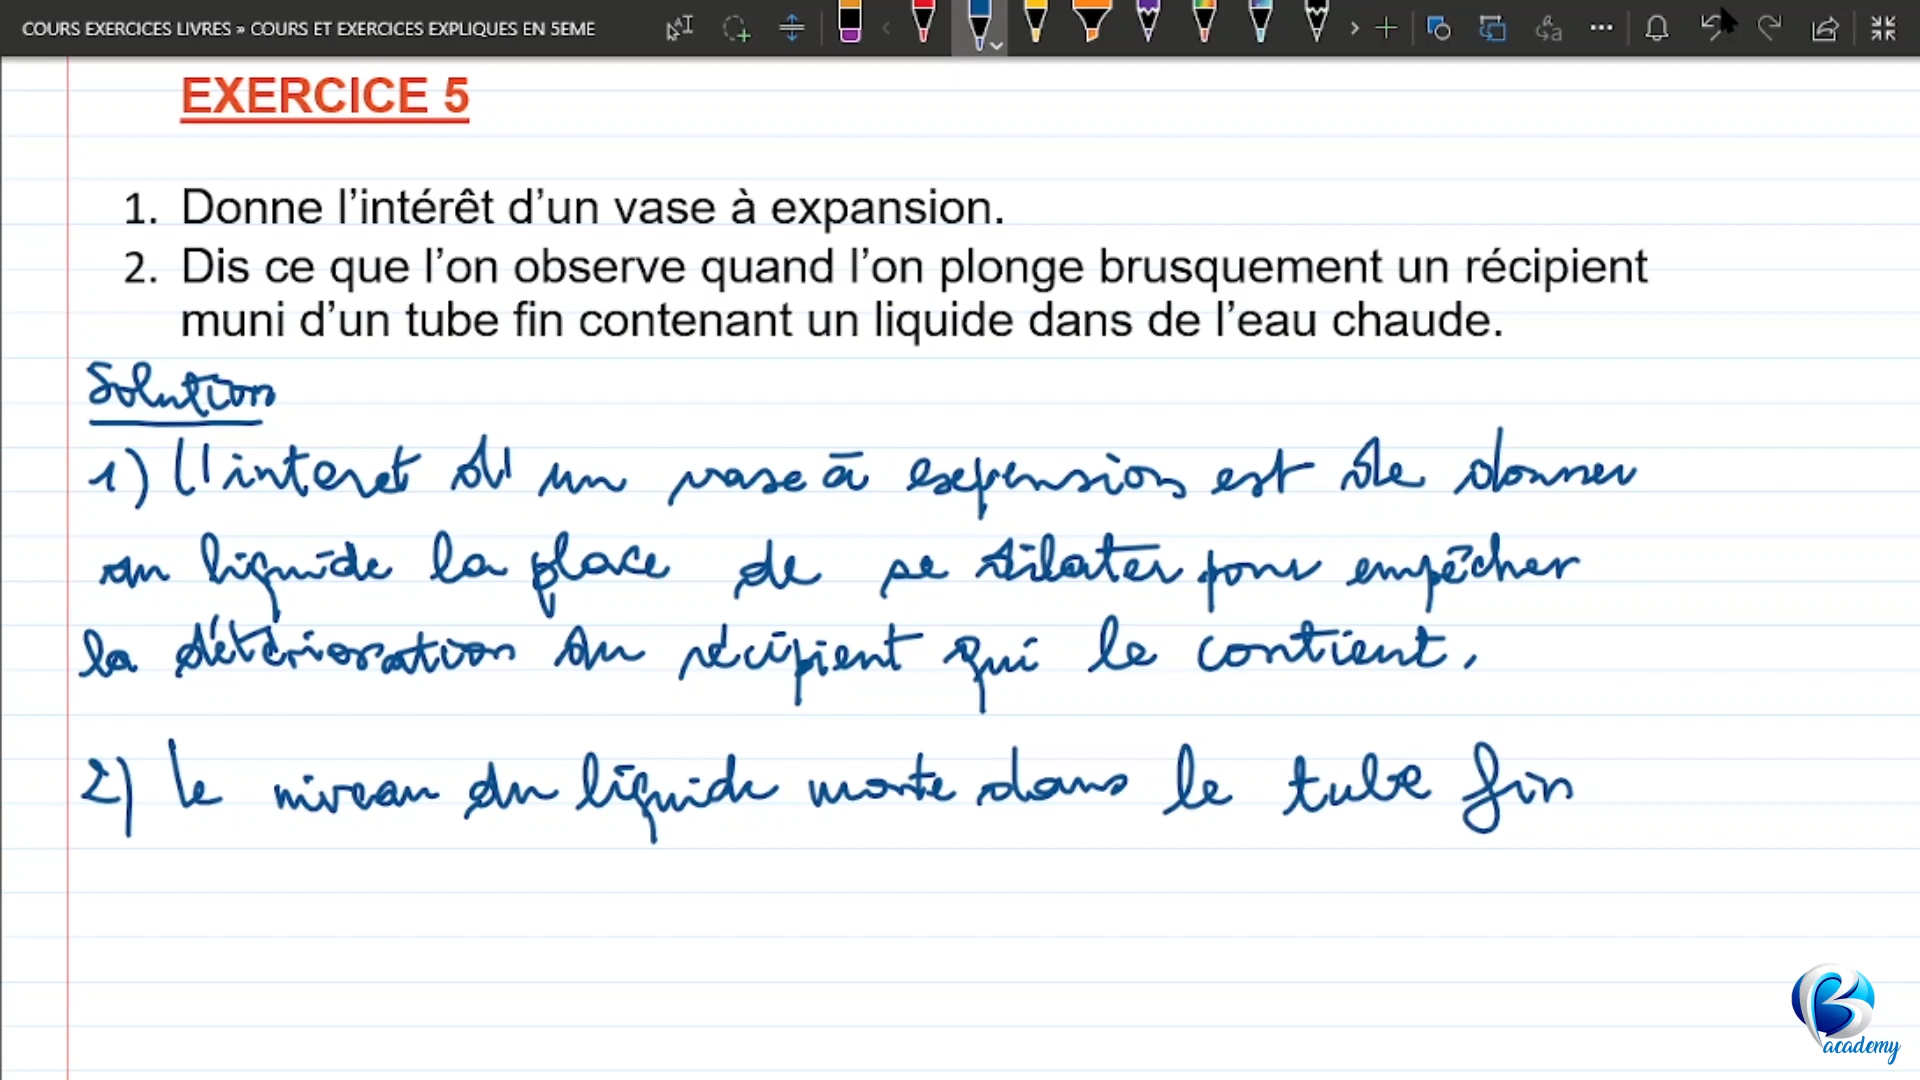 COURS EXERCICES LIVRES » COURS ET EXERCICES EXPLIQUES EN 5EME
EXERCICE 5
1. Donne l'intérêt d'un vase à expansion.
2. Dis ce que l'on observe quand l'on plonge brusquement un récipient
muni d'un tube fin contenant un liquide dans de l'eau chaude.
Solution
1) L'interet d'un vase à expension est de donner
au liquide la place de se dilater pour empêcher
la détérioration du récipient qui le contient.
2) Le niveau du liquide monte dans le tube fin
B academy